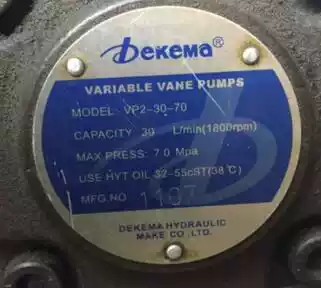 DEKEMA®
VARIABLE VANE PUMPS
MODEL: VP2-30-70
CAPACITY 30 L/min(1800rpm)
MAX PRESS: 7.0 Mpa
USE HYT OIL 32-55cST(38℃)
MFG.NO 1107
DEKEMA HYDRAULIC
MAKE CO.,LTD.